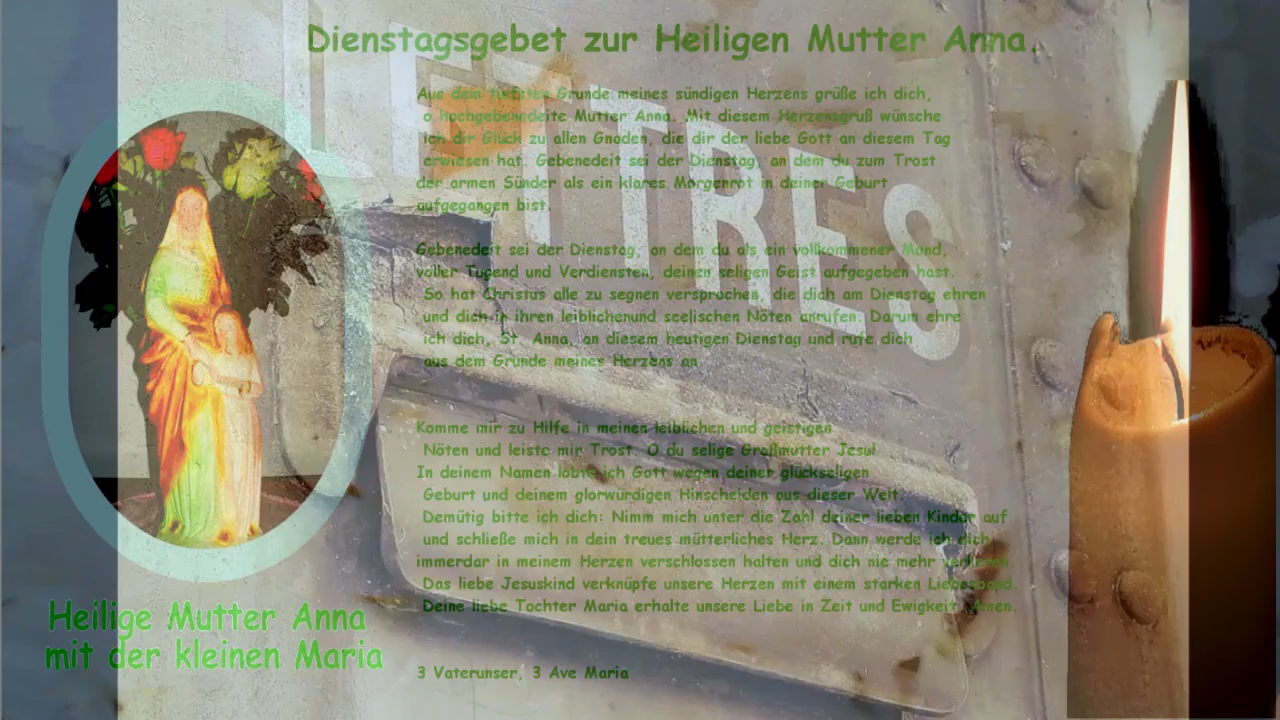 Dienstagsgebet zur Heiligen Mutter Anna.
LETTRES
Aus dem tiefsten Grunde meines sündigen Herzens grüße ich dich,
o hochgebenedeite Mutter Anna. Mit diesem Herzensgruß wünsche
ich dir Glück zu allen Gnaden, die dir der liebe Gott an diesem Tag
erwiesen hat. Gebenedeit sei der Dienstag, an dem du zum Trost
der armen Sünder als ein klares Morgenrot in deiner Geburt
aufgegangen bist.
Gebenedeit sei der Dienstag, an dem du als ein vollkommener Mond,
voller Tugend und Verdiensten, deinen seligen Geist aufgegeben hast.
So hat Christus alle zu segnen versprochen, die dich am Dienstag ehren
und dich in ihren leiblichenund seelischen Nöten anrufen. Darum ehre
ich dich, St. Anna, an diesem heutigen Dienstag und rufe dich
aus dem Grunde meines Herzens an.
Komme mir zu Hilfe in meinen leiblichen und geistigen
Nöten und leiste mir Trost. O du selige Großmutter Jesu!
In deinem Namen lobte ich Gott wegen deiner glückseligen
Geburt und deinem glorwürdigen Hinscheiden aus dieser Welt.
Demütig bitte ich dich: Nimm mich unter die Zahl deiner lieben Kinder auf
und schließe mich in dein treues mütterliches Herz. Dann werde ich dich
immerdar in meinem Herzen verschlossen halten und dich nie mehr verlieren.
Das liebe Jesuskind verknüpfe unsere Herzen mit einem starken Liebesband.
Deine liebe Tochter Maria erhalte unsere Liebe in Zeit und Ewigkeit. Amen.
3 Vaterunser, 3 Ave Maria
Heilige Mutter Anna
mit der kleinen Maria